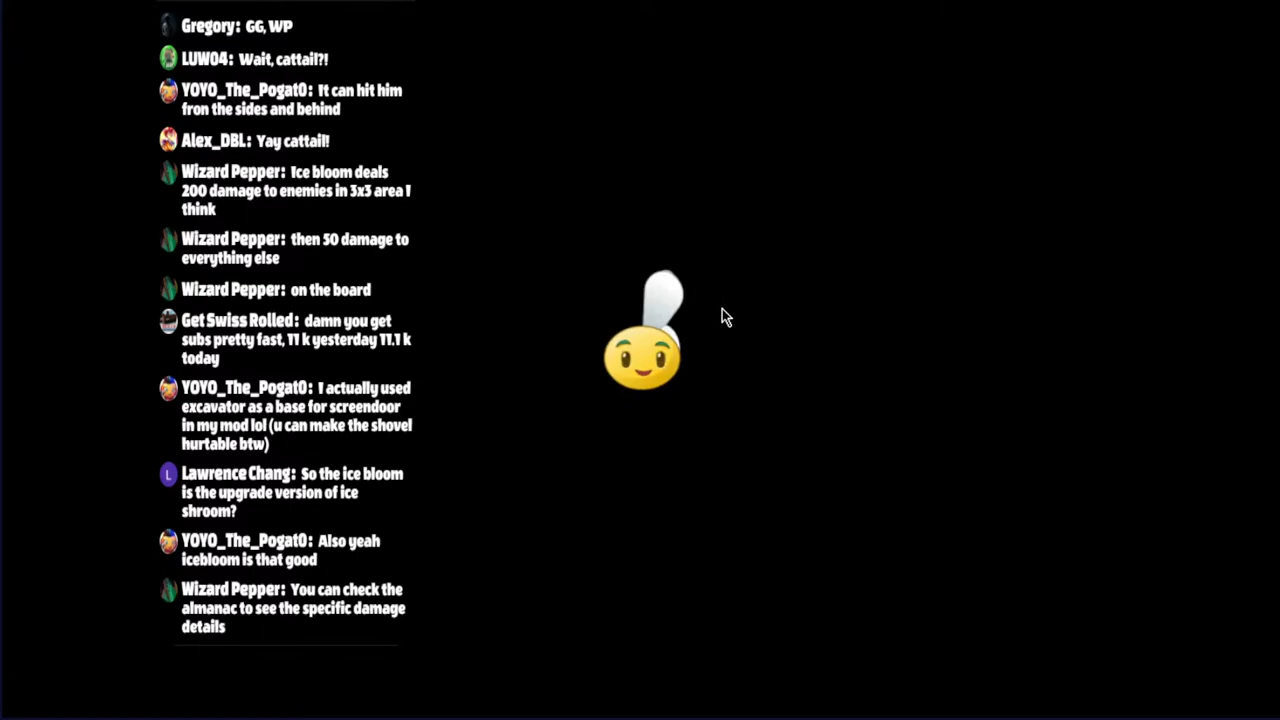 Gregory: GG, WP
LUW04: Wait, cattail?!
YOYO_The_Pogat0: It can hit him
fron the sides and behind
Alex_DBL: Yay cattail!
Wizard Pepper: Ice bloom deals
200 damage to enemies in 3x3 area I
think
Wizard Pepper: then 50 damage to
everything else
Wizard Pepper: on the board
Get Swiss Rolled: damn you get
subs pretty fast, 11 k yesterday 11.1 k
today
YOYO_The_Pogat0: I actually used
excavator as a base for screendoor
in my mod lol (u can make the shovel
hurtable btw)
L
Lawrence Chang: So the ice bloom
is the upgrade version of ice
shroom?
YOYO_The_Pogat0: Also yeah
icebloom is that good
Wizard Pepper: You can check the
almanac to see the specific damage
details